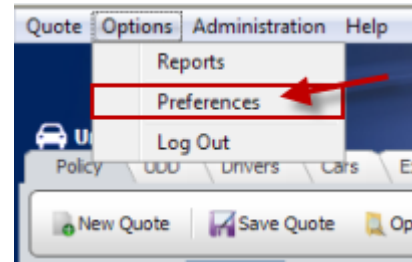 Quote Options Administration Help
Reports
Preferences
Log Out
Policy Drivers Cars
New Quote Save Quote